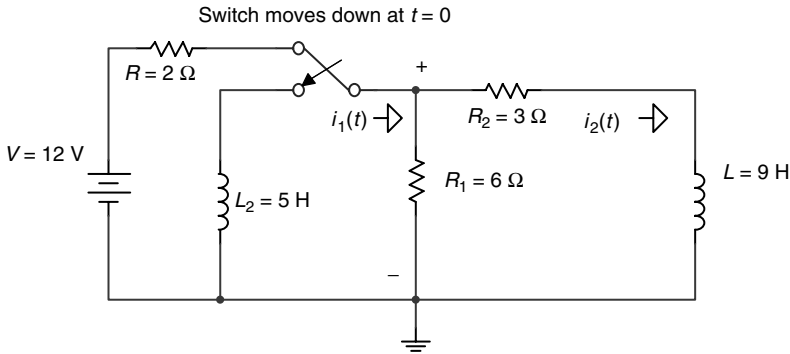 Switch moves down at t = 0
R = 2 Ω
+
i₁(t)
R₂ = 3 Ω
i₂(t)
V = 12 V
L₂ = 5 H
R₁ = 6 Ω
L = 9 H
–